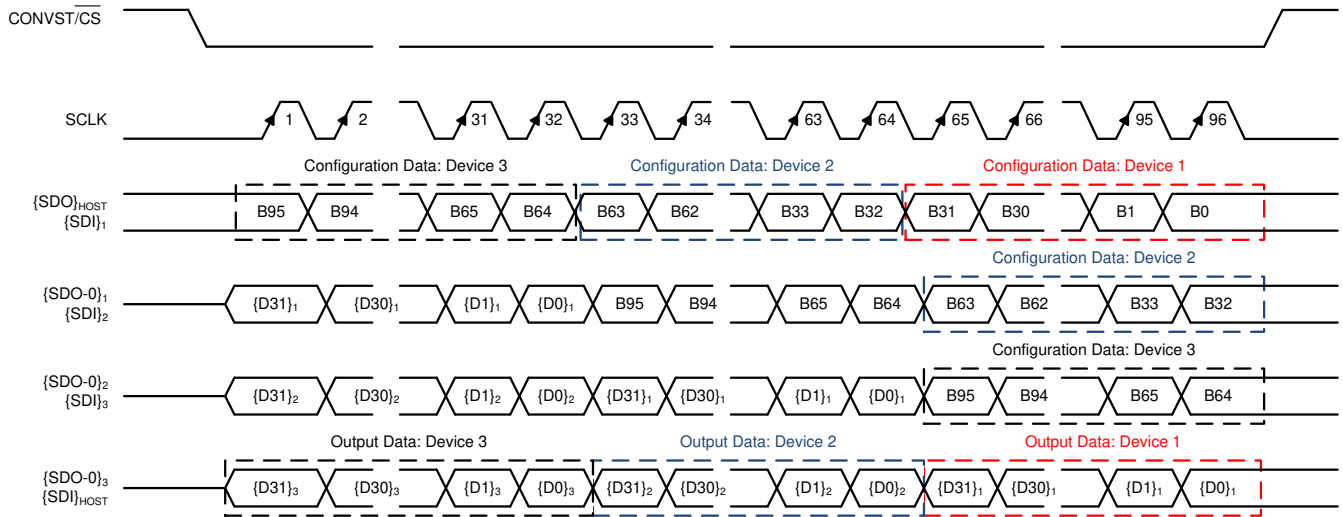 CONVST/CS
SCLK 1 2 31 32 33 34 63 64 65 66 95 96
Configuration Data: Device 3 Configuration Data: Device 2 Configuration Data: Device 1
{SDO}HOST
{SDI}1
B95 B94 B65 B64 B63 B62 B33 B32 B31 B30 B1 B0
Configuration Data: Device 2
{SDO-0}1
{SDI}2
{D31}1 {D30}1 {D1}1 {D0}1 B95 B94 B65 B64 B63 B62 B33 B32
Configuration Data: Device 3
{SDO-0}2
{SDI}3
{D31}2 {D30}2 {D1}2 {D0}2 {D31}1 {D30}1 {D1}1 {D0}1 B95 B94 B65 B64
Output Data: Device 3 Output Data: Device 2 Output Data: Device 1
{SDO-0}3
{SDI}HOST
{D31}3 {D30}3 {D1}3 {D0}3 {D31}2 {D30}2 {D1}2 {D0}2 {D31}1 {D30}1 {D1}1 {D0}1